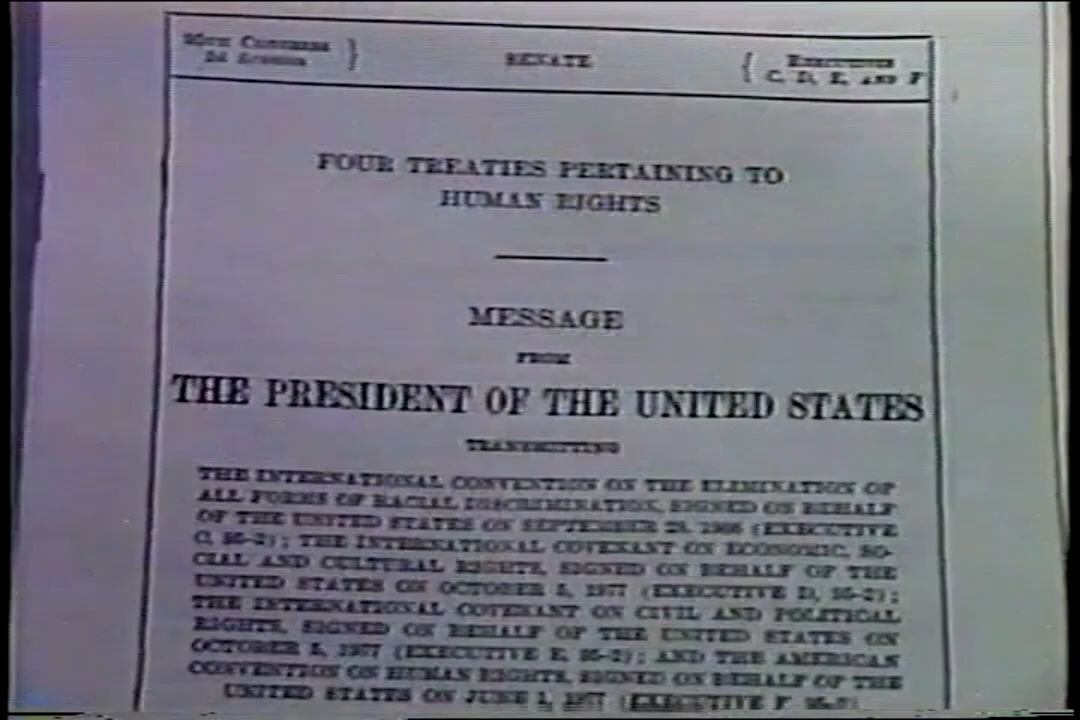 95TH CONGRESS
2d SESSION
SENATE
EXECUTIVES
C, D, E, AND F
FOUR TREATIES PERTAINING TO
HUMAN RIGHTS
MESSAGE
FROM
THE PRESIDENT OF THE UNITED STATES
TRANSMITTING
THE INTERNATIONAL CONVENTION ON THE ELIMINATION OF
ALL FORMS OF RACIAL DISCRIMINATION, SIGNED ON BEHALF
OF THE UNITED STATES ON SEPTEMBER 28, 1966 (EXECUTIVE
C, 95-2); THE INTERNATIONAL COVENANT ON ECONOMIC, SO-
CIAL AND CULTURAL RIGHTS, SIGNED ON BEHALF OF THE
UNITED STATES ON OCTOBER 5, 1977 (EXECUTIVE D, 95-2);
THE INTERNATIONAL COVENANT ON CIVIL AND POLITICAL
RIGHTS, SIGNED ON BEHALF OF THE UNITED STATES ON
OCTOBER 5, 1977 (EXECUTIVE E, 95-2); AND THE AMERICAN
CONVENTION ON HUMAN RIGHTS, SIGNED ON BEHALF OF THE
UNITED STATES ON JUNE 1, 1977 (EXECUTIVE F, 95-2)